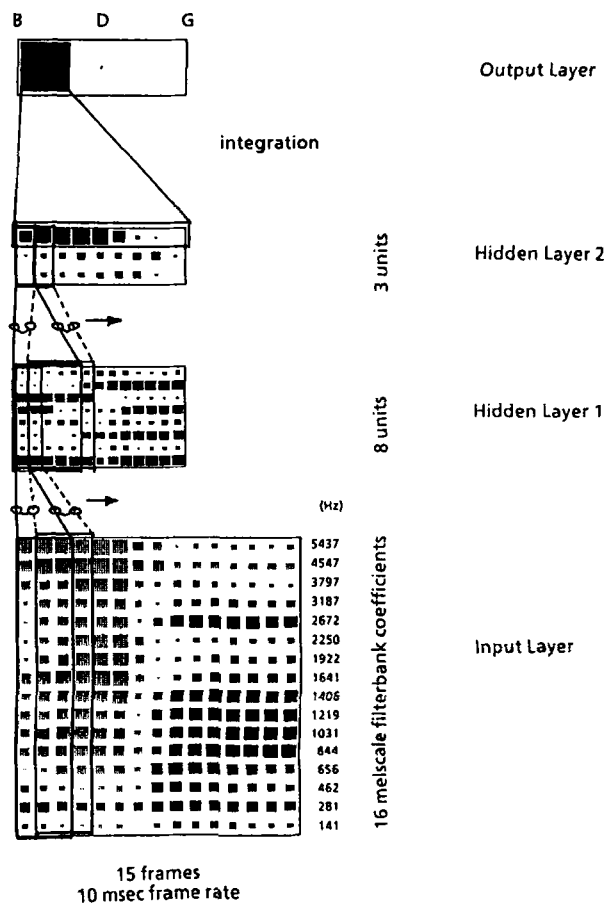 B D G
Output Layer
integration
3 units
Hidden Layer 2
8 units
Hidden Layer 1
(Hz)
5437
4547
3797
3187
2672
2250
1922
1641
1406
1219
1031
844
656
462
281
141
16 melscale filterbank coefficients
Input Layer
15 frames
10 msec frame rate